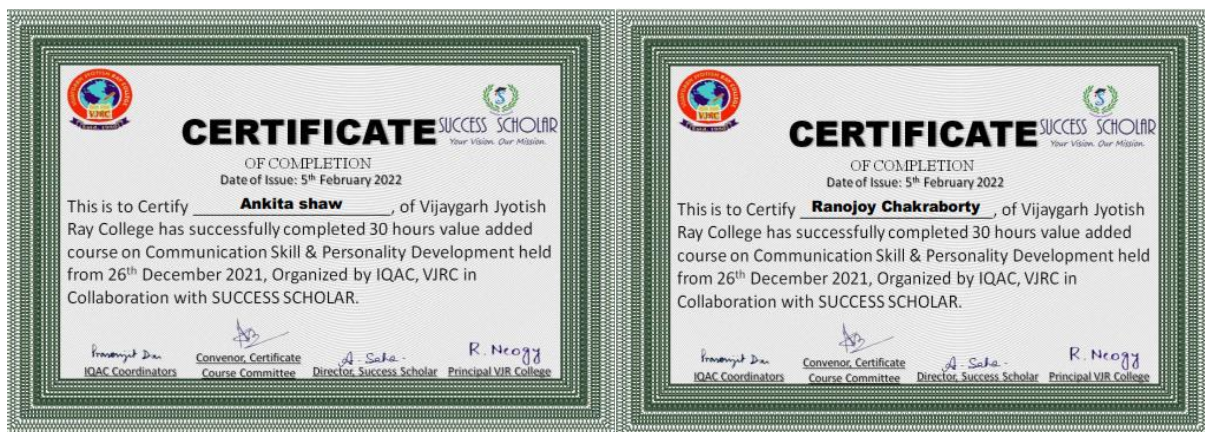 VJRC
SUCCESS SCHOLAR
Your Vision. Our Mission.
CERTIFICATE
OF COMPLETION
Date of Issue: 5th February 2022
This is to Certify Ankita shaw, of Vijaygarh Jyotish
Ray College has successfully completed 30 hours value added
course on Communication Skill & Personality Development held
from 26th December 2021, Organized by IQAC, VJRC in
Collaboration with SUCCESS SCHOLAR.
A. Saha
R. Neogy
IQAC Coordinators
Convenor, Certificate
Course Committee
Director, Success Scholar
Principal VJR College
VJRC
SUCCESS SCHOLAR
Your Vision. Our Mission.
CERTIFICATE
OF COMPLETION
Date of Issue: 5th February 2022
This is to Certify Ranojoy Chakraborty, of Vijaygarh Jyotish
Ray College has successfully completed 30 hours value added
course on Communication Skill & Personality Development held
from 26th December 2021, Organized by IQAC, VJRC in
Collaboration with SUCCESS SCHOLAR.
A. Saha
R. Neogy
IQAC Coordinators
Convenor, Certificate
Course Committee
Director, Success Scholar
Principal VJR College